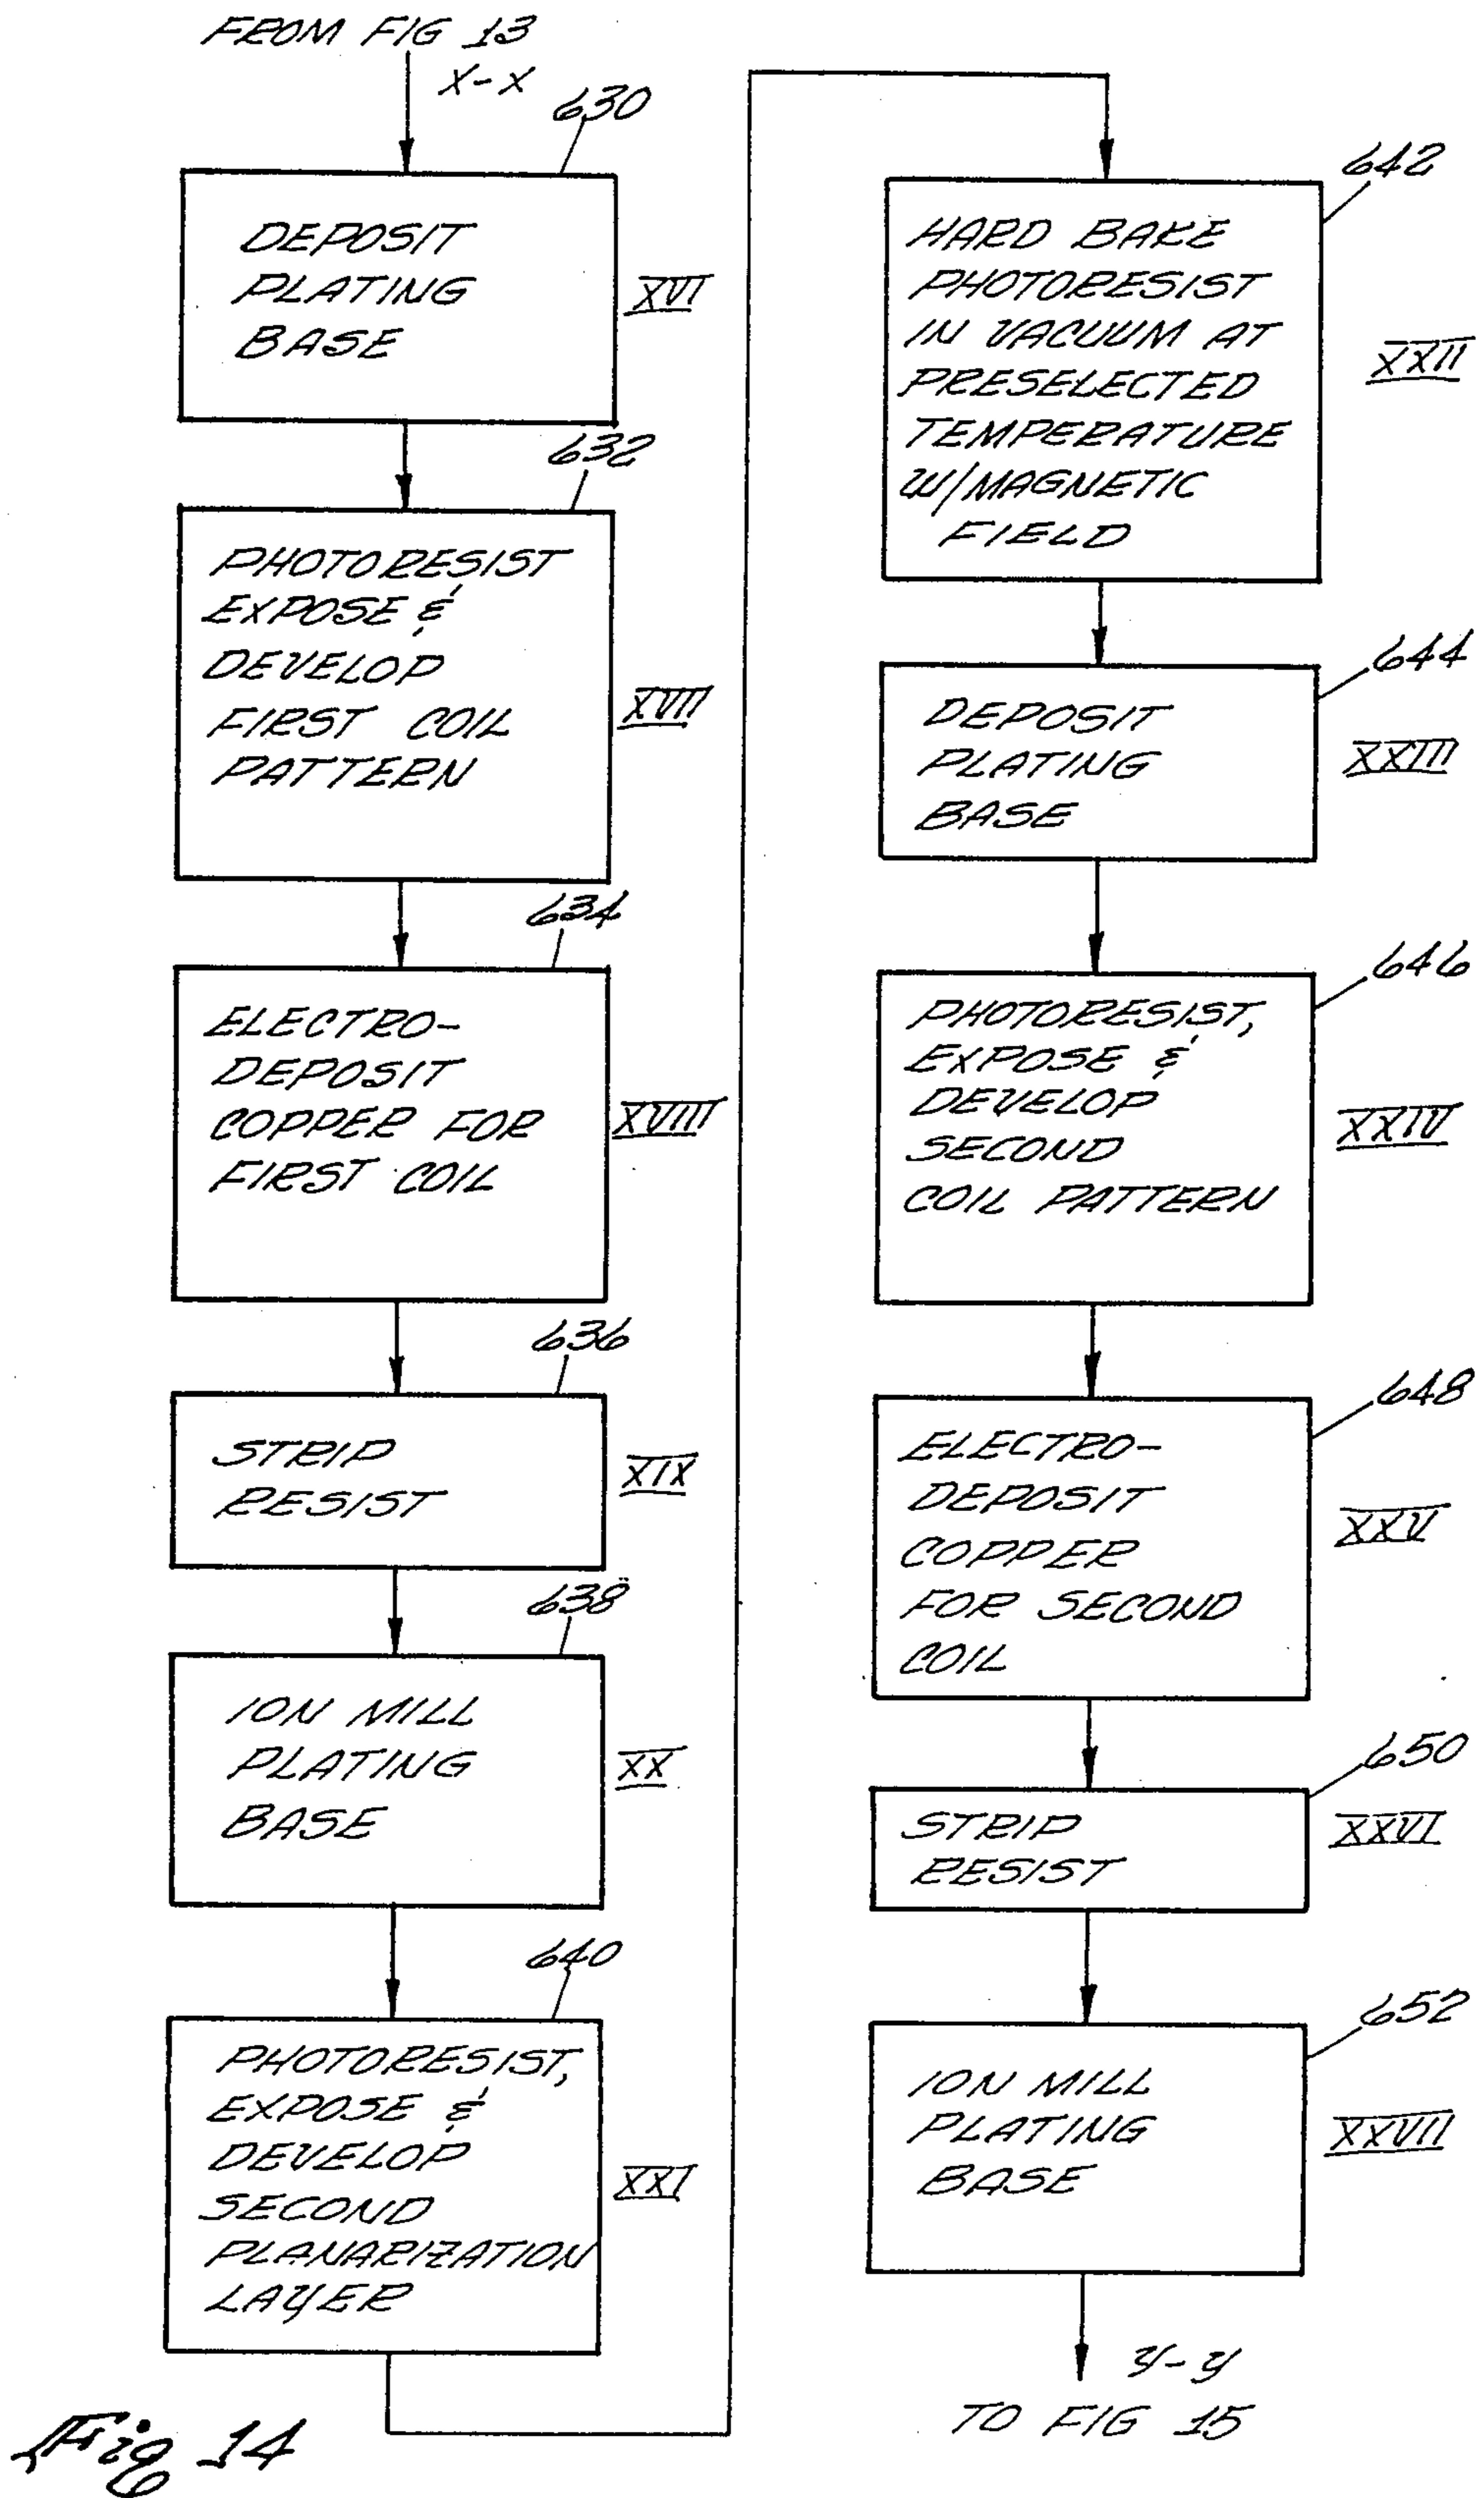 FROM FIG 13
X-X
630
DEPOSIT
PLATING
BASE
XVI
632
PHOTORESIST
EXPOSE &
DEVELOP
FIRST COIL
PATTERN
XVII
634
ELECTRO-
DEPOSIT
COPPER FOR
FIRST COIL
XVIII
636
STRIP
RESIST
XIX
638
ION MILL
PLATING
BASE
XX
640
PHOTORESIST,
EXPOSE &
DEVELOP
SECOND
PLANARIZATION
LAYER
XXI
642
HARD BAKE
PHOTORESIST
IN VACUUM AT
PRESELECTED
TEMPERATURE
W/MAGNETIC
FIELD
XXII
644
DEPOSIT
PLATING
BASE
XXIII
646
PHOTORESIST,
EXPOSE &
DEVELOP
SECOND
COIL PATTERN
XXIV
648
ELECTRO-
DEPOSIT
COPPER
FOR SECOND
COIL
XXV
650
STRIP
RESIST
XXVI
652
ION MILL
PLATING
BASE
XXVII
Y-Y
TO FIG 15
Fig 14